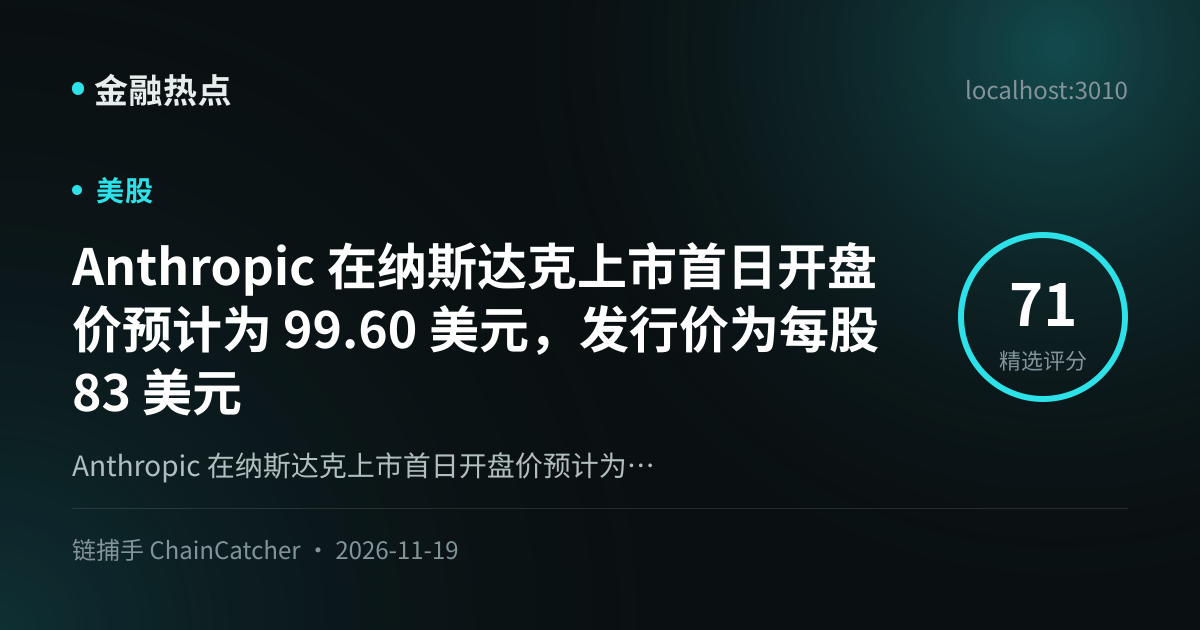 金融热点
localhost:3010
美股
Anthropic 在纳斯达克上市首日开盘
价预计为 99.60 美元，发行价为每股
83 美元
71
精选评分
Anthropic 在纳斯达克上市首日开盘价预计为…
链捕手 ChainCatcher · 2026-11-19